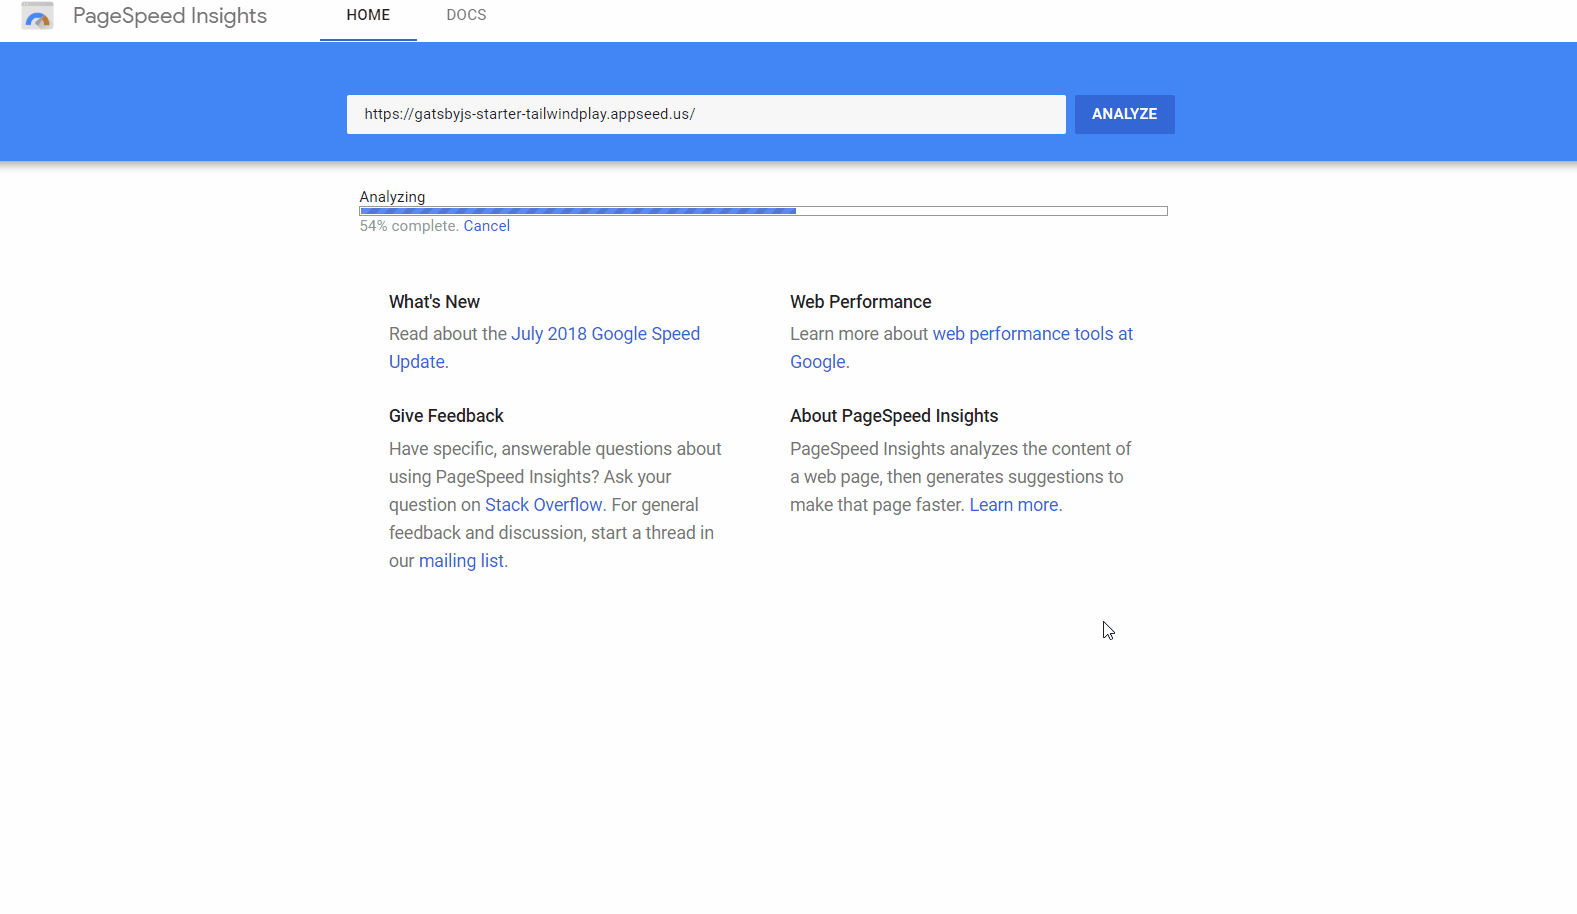 PageSpeed Insights
HOME
DOCS
https://gatsbyjs-starter-tailwindplay.appseed.us/
ANALYZE
Analyzing
54% complete. Cancel
What's New
Read about the July 2018 Google Speed
Update.
Web Performance
Learn more about web performance tools at
Google.
Give Feedback
Have specific, answerable questions about
using PageSpeed Insights? Ask your
question on Stack Overflow. For general
feedback and discussion, start a thread in
our mailing list.
About PageSpeed Insights
PageSpeed Insights analyzes the content of
a web page, then generates suggestions to
make that page faster. Learn more.